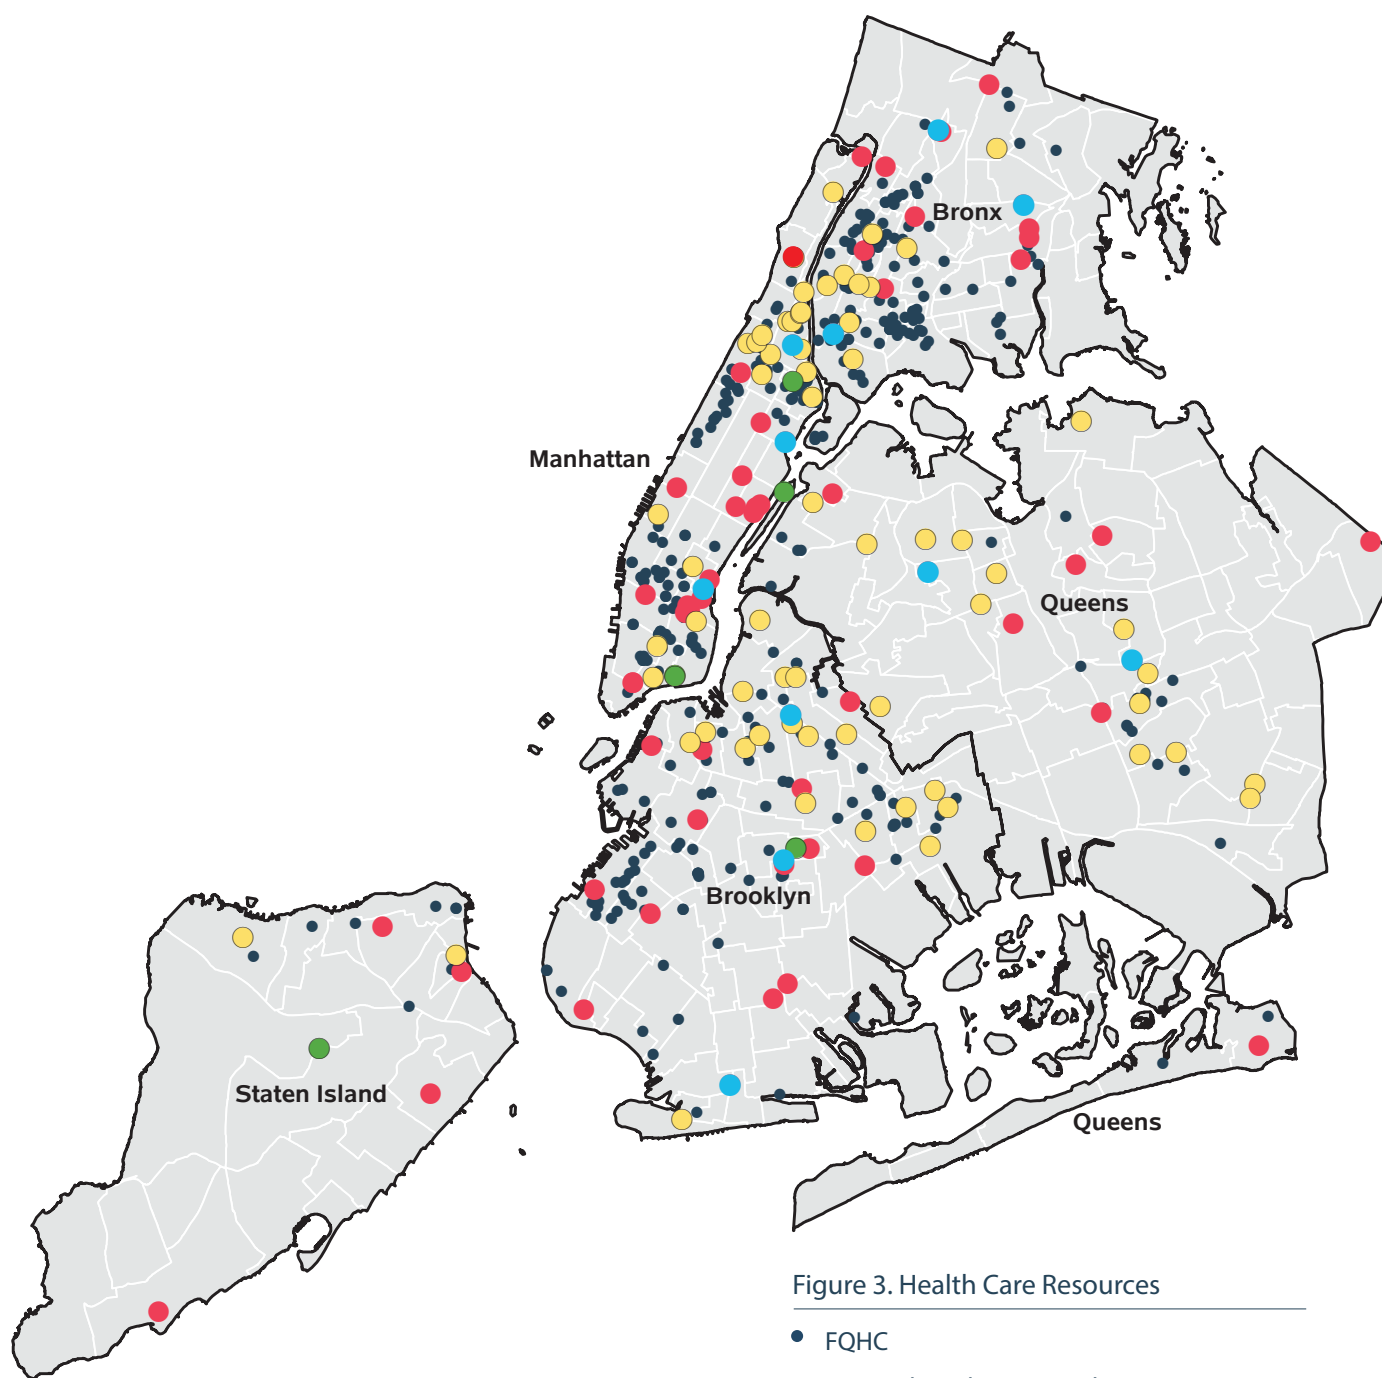 Bronx
Manhattan
Queens
Brooklyn
Staten Island
Queens
Figure 3. Health Care Resources
FQHC